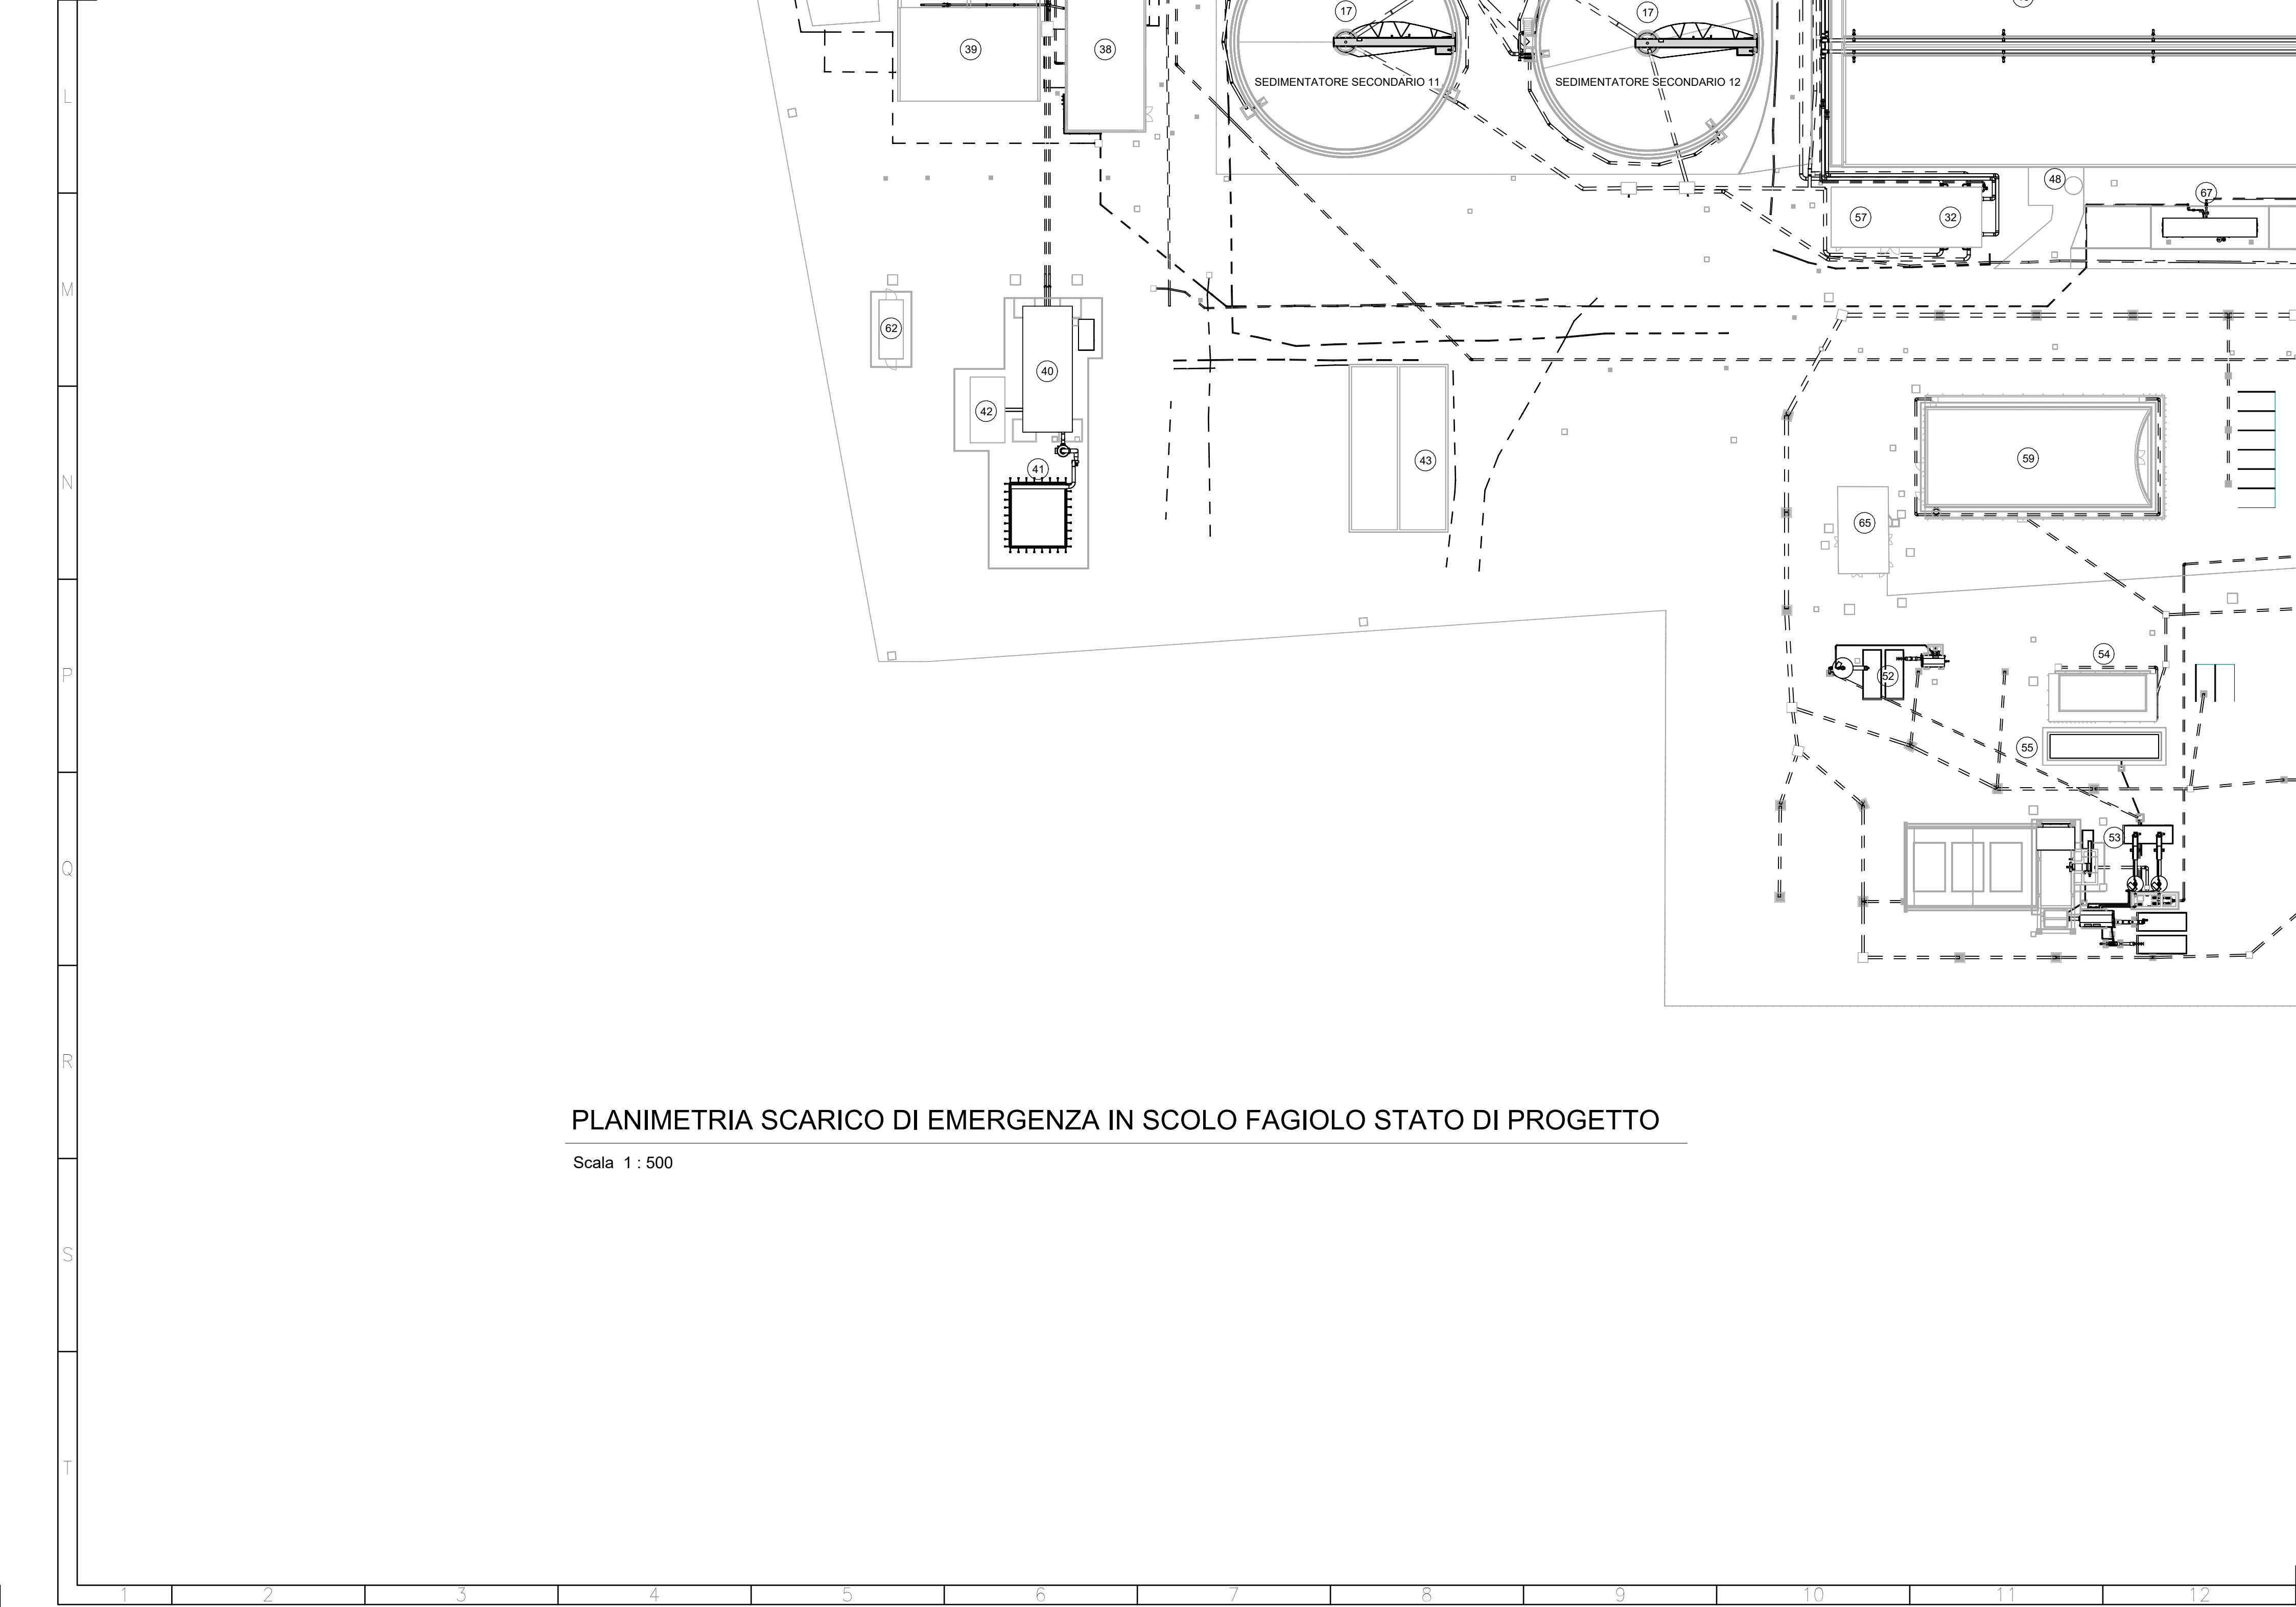 17
17
39
38
SEDIMENTATORE SECONDARIO 11
SEDIMENTATORE SECONDARIO 12
L
48
67
57
32
M
62
40
42
43
41
59
N
65
54
P
52
55
53
Q
R
PLANIMETRIA SCARICO DI EMERGENZA IN SCOLO FAGIOLO STATO DI PROGETTO
Scala 1 : 500
S
T
1 2 3 4 5 6 7 8 9 10 11 12